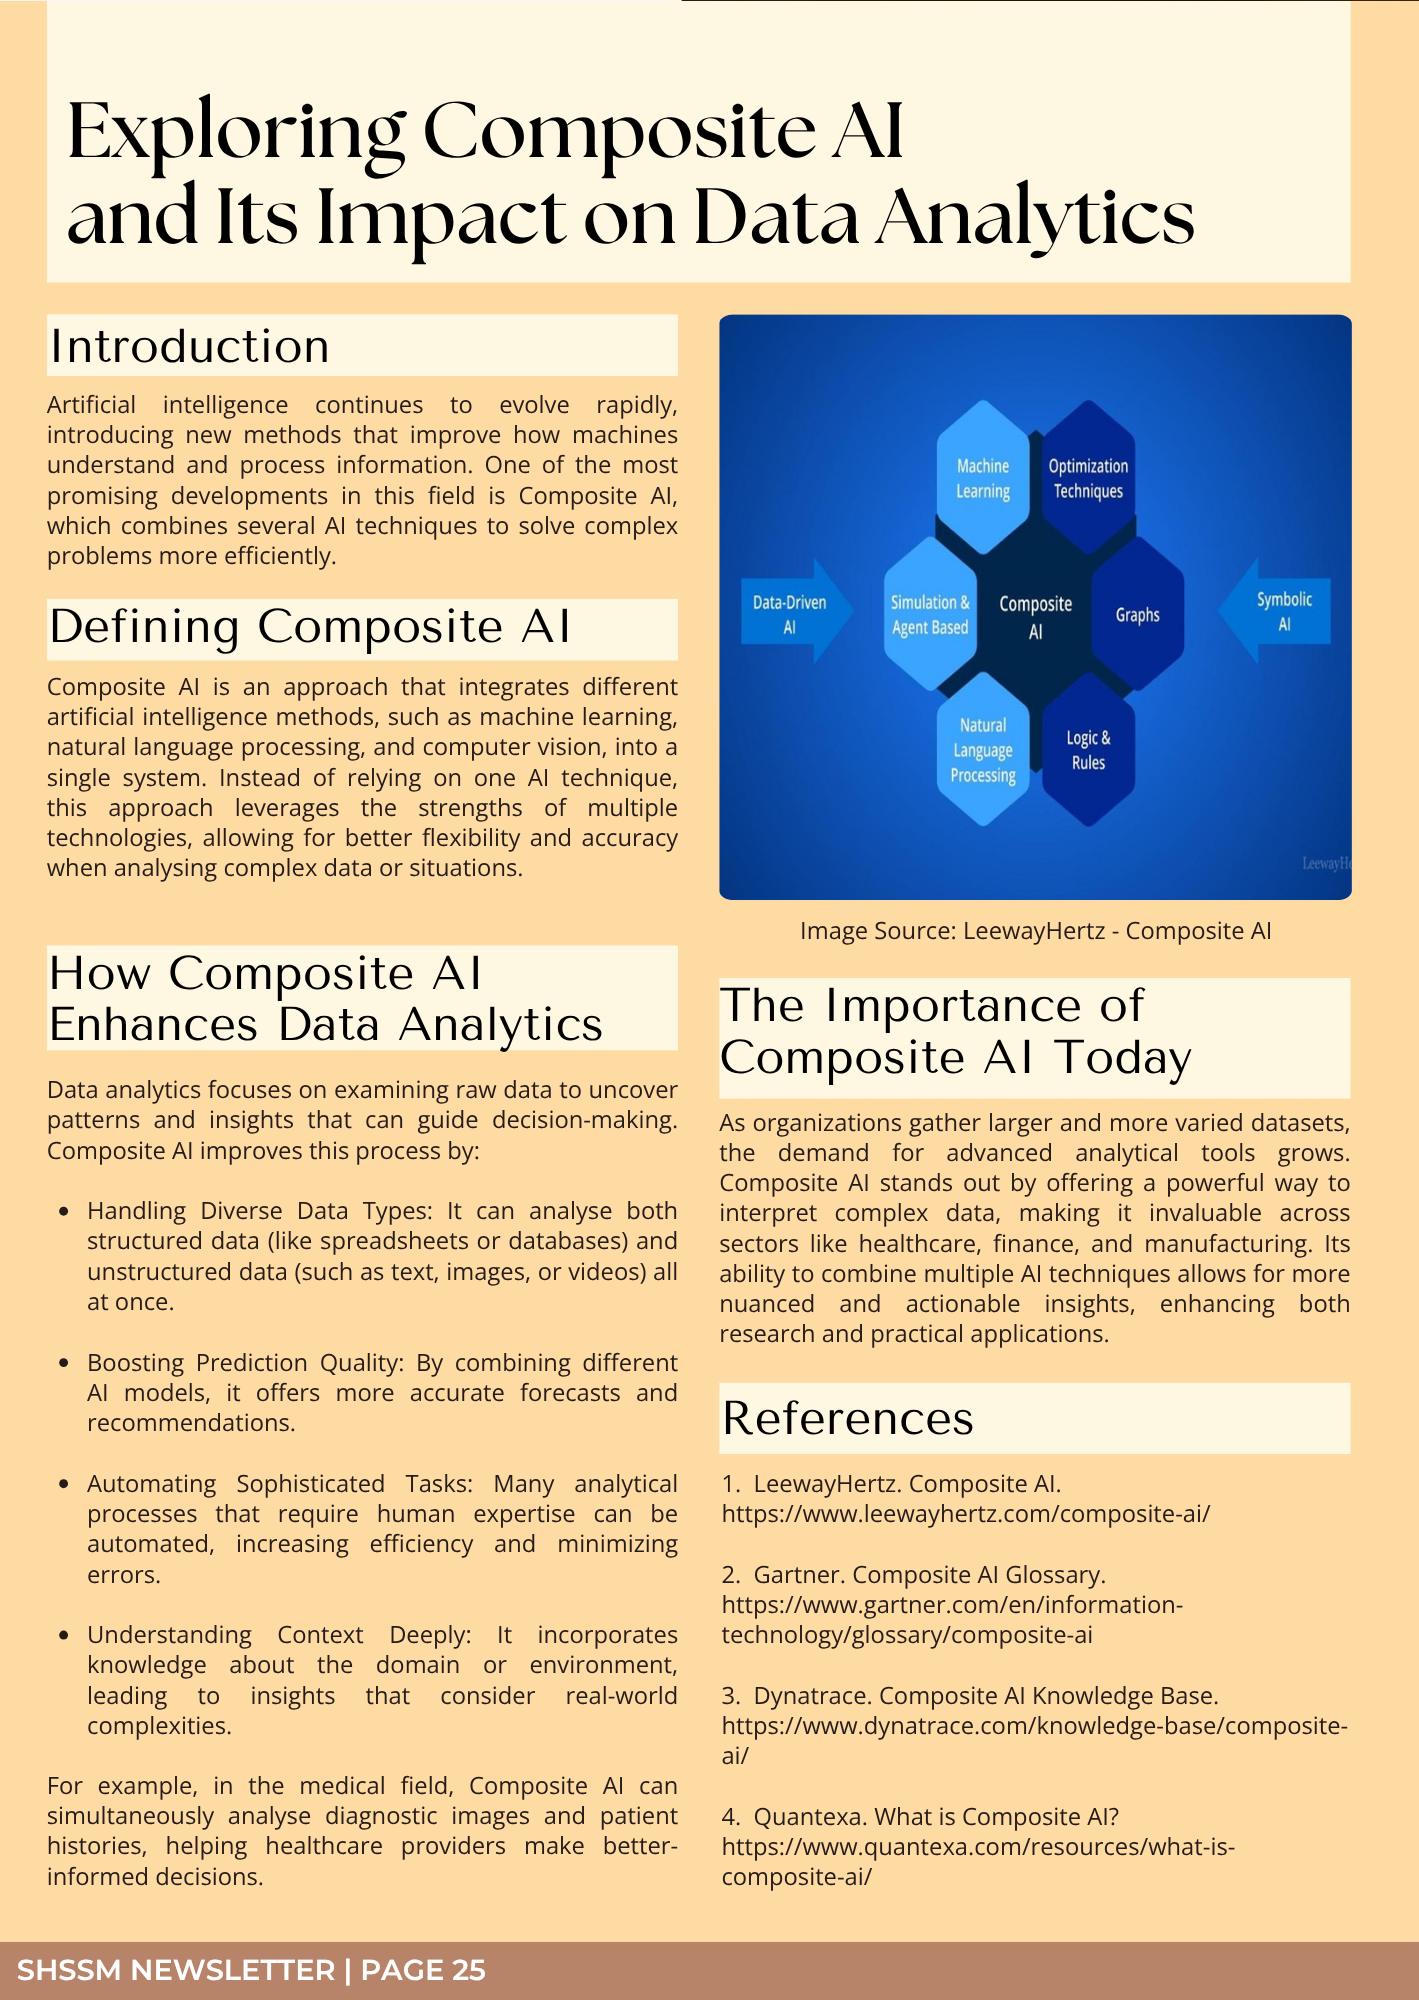 Exploring Composite AI
and Its Impact on Data Analytics
Introduction
Artificial intelligence continues to evolve rapidly,
introducing new methods that improve how machines
understand and process information. One of the most
promising developments in this field is Composite AI,
which combines several AI techniques to solve complex
problems more efficiently.
Defining Composite AI
Composite AI is an approach that integrates different
artificial intelligence methods, such as machine learning,
natural language processing, and computer vision, into a
single system. Instead of relying on one AI technique,
this approach leverages the strengths of multiple
technologies, allowing for better flexibility and accuracy
when analysing complex data or situations.
How Composite AI
Enhances Data Analytics
Data analytics focuses on examining raw data to uncover
patterns and insights that can guide decision-making.
Composite AI improves this process by:
• Handling Diverse Data Types: It can analyse both
structured data (like spreadsheets or databases) and
unstructured data (such as text, images, or videos) all
at once.
• Boosting Prediction Quality: By combining different
AI models, it offers more accurate forecasts and
recommendations.
• Automating Sophisticated Tasks: Many analytical
processes that require human expertise can be
automated, increasing efficiency and minimizing
errors.
• Understanding Context Deeply: It incorporates
knowledge about the domain or environment,
leading to insights that consider real-world
complexities.
For example, in the medical field, Composite AI can
simultaneously analyse diagnostic images and patient
histories, helping healthcare providers make better-
informed decisions.
Machine
Learning
Optimization
Techniques
Data-Driven
AI
Simulation &
Agent Based
Composite
AI
Graphs
Symbolic
AI
Natural
Language
Processing
Logic &
Rules
LeewayHe
Image Source: LeewayHertz - Composite AI
The Importance of
Composite AI Today
As organizations gather larger and more varied datasets,
the demand for advanced analytical tools grows.
Composite AI stands out by offering a powerful way to
interpret complex data, making it invaluable across
sectors like healthcare, finance, and manufacturing. Its
ability to combine multiple AI techniques allows for more
nuanced and actionable insights, enhancing both
research and practical applications.
References
1. LeewayHertz. Composite AI.
https://www.leewayhertz.com/composite-ai/
2. Gartner. Composite AI Glossary.
https://www.gartner.com/en/information-
technology/glossary/composite-ai
3. Dynatrace. Composite AI Knowledge Base.
https://www.dynatrace.com/knowledge-base/composite-
ai/
4. Quantexa. What is Composite AI?
https://www.quantexa.com/resources/what-is-
composite-ai/
SHSSM NEWSLETTER | PAGE 25